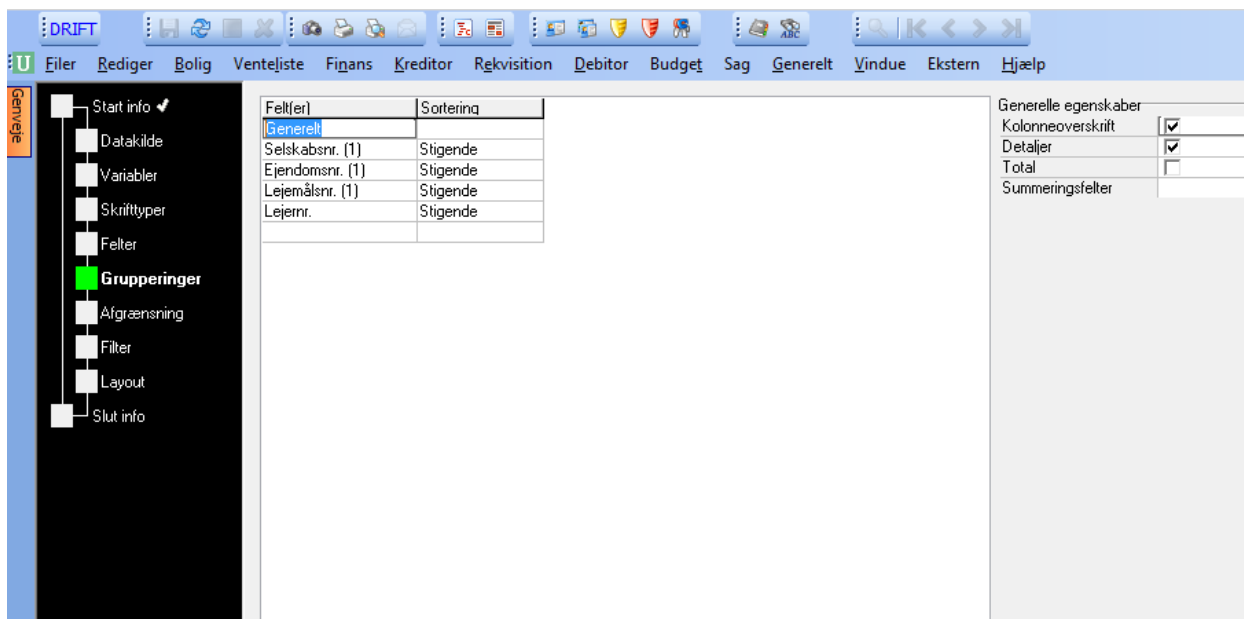 DRIFT
U Filer Rediger Bolig Venteliste Finans Kreditor Rekvisition Debitor Budget Sag Generelt Vindue Ekstern Hjælp
Genveje
Start info
Datakilde
Variabler
Skrifttyper
Felter
Grupperinger
Afgrænsning
Filter
Layout
Slut info
Felt(er) Sortering
Generelt
Selskabsnr. (1) Stigende
Ejendomsnr. (1) Stigende
Lejemålsnr. (1) Stigende
Lejernr. Stigende
Generelle egenskaber
Kolonneoverskrift
Detaljer
Total
Summeringsfelter